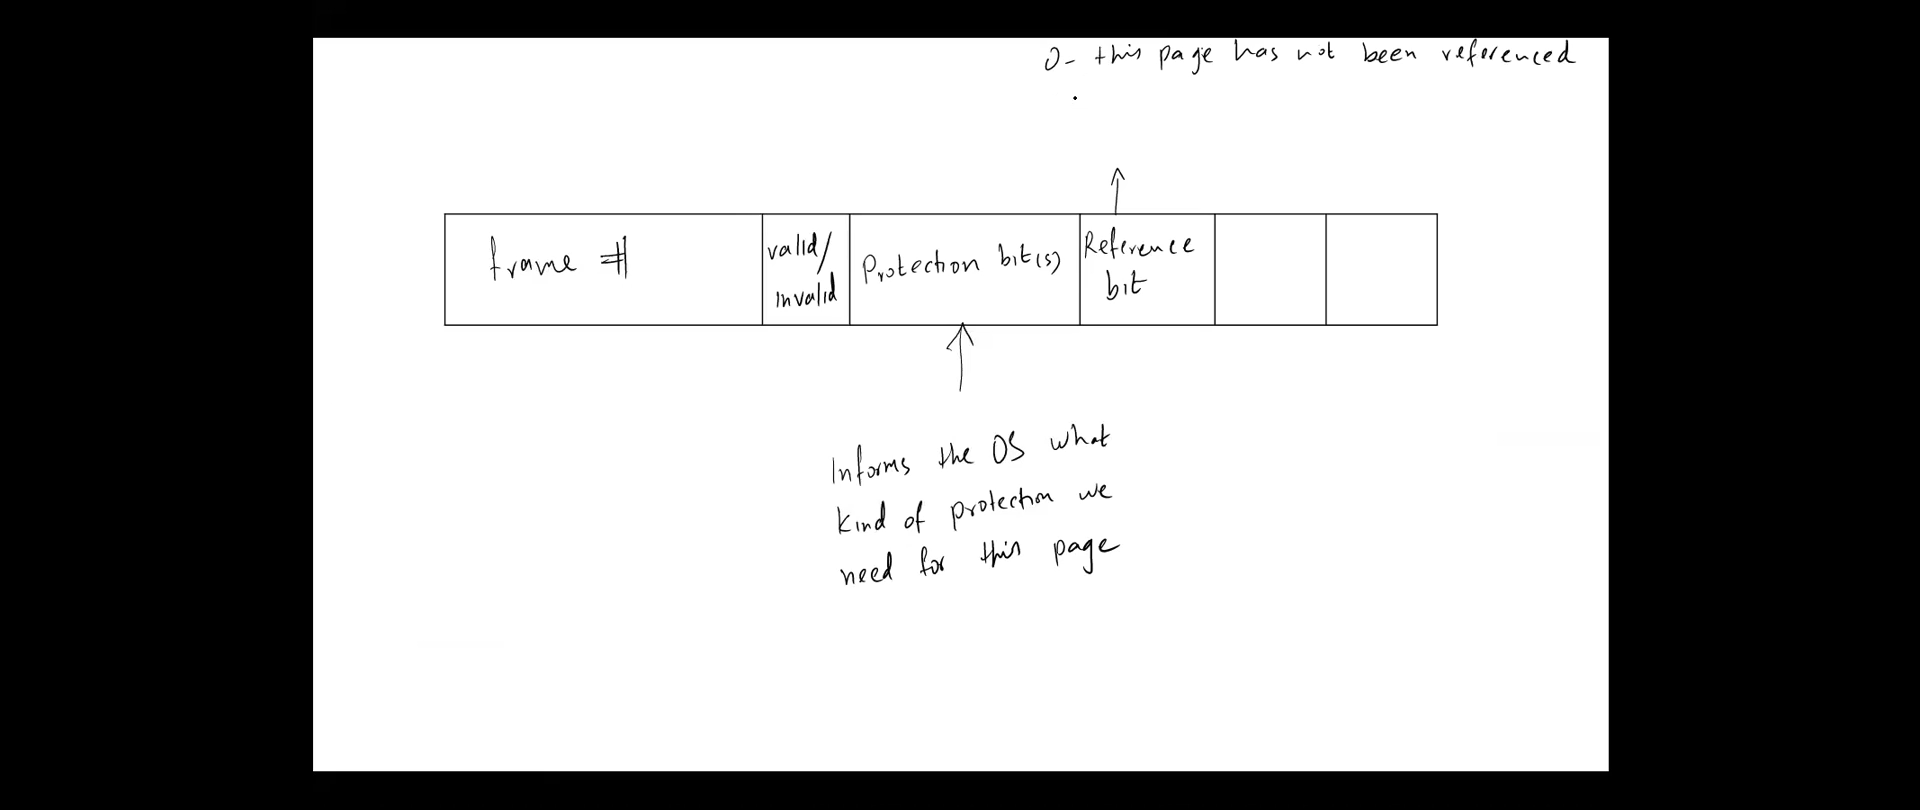 0- this page has not been referenced
frame #
valid/
invalid
Protection bit(s)
Reference
bit
Informs the OS what
kind of protection we
need for this page